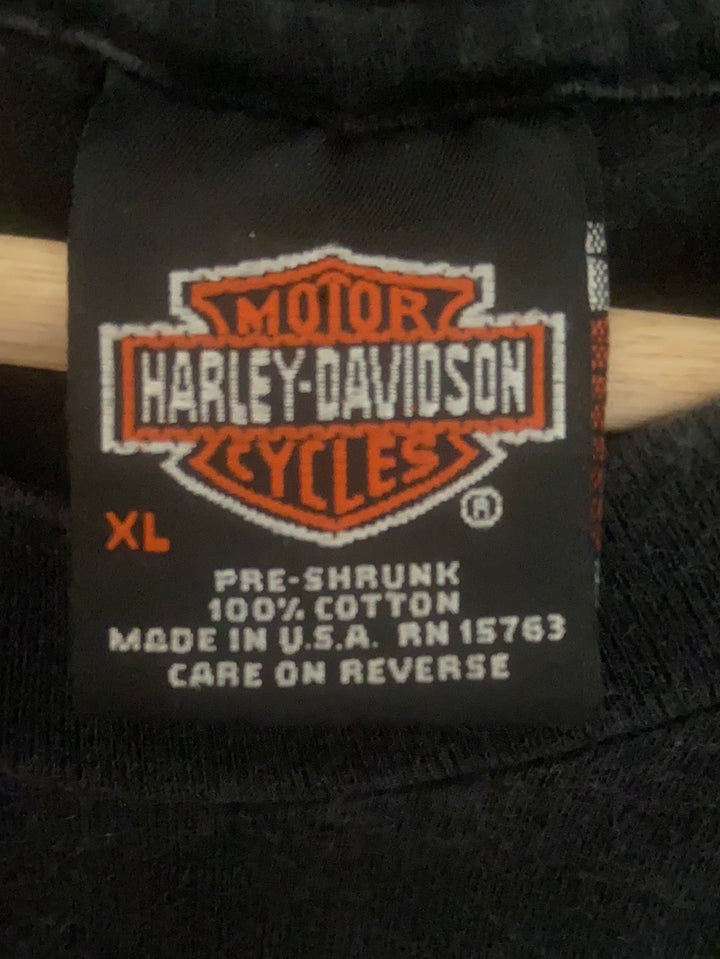 MOTOR
HARLEY-DAVIDSON
CYCLES
®
XL
PRE-SHRUNK
100% COTTON
MADE IN U.S.A. RN 15763
CARE ON REVERSE